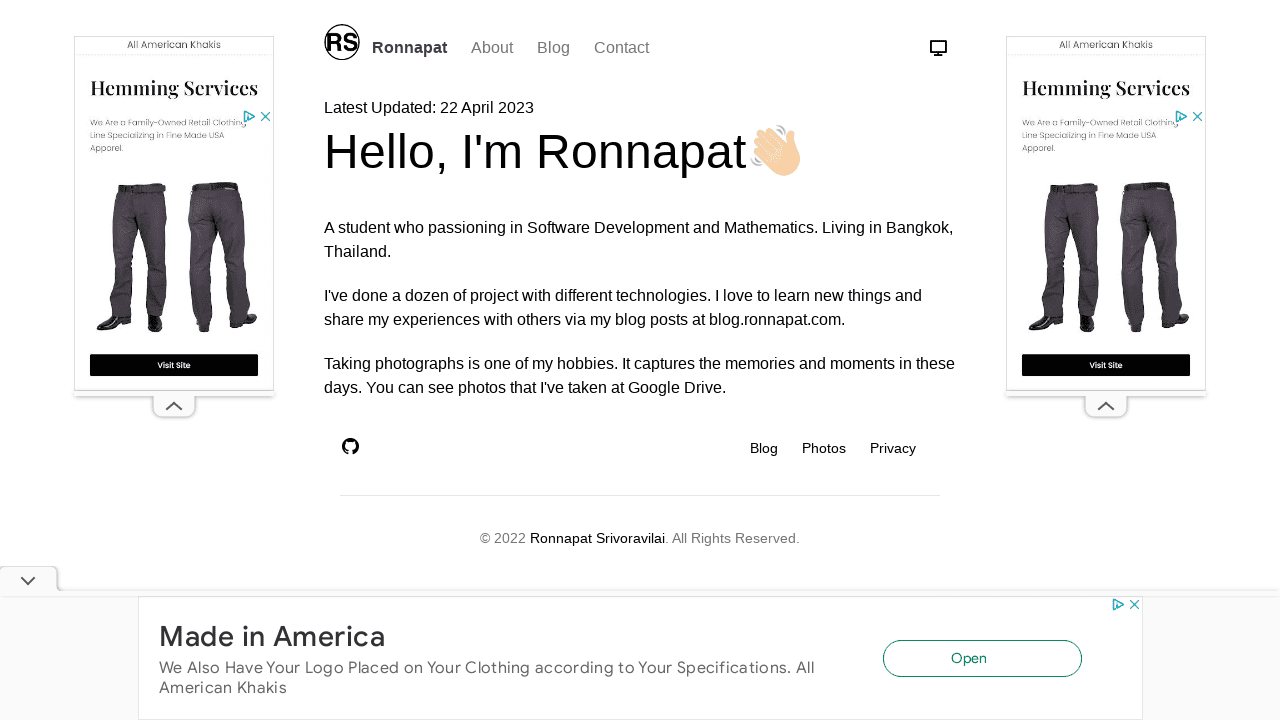 RS
Ronnapat
About
Blog
Contact
Latest Updated: 22 April 2023
Hello, I'm Ronnapat
A student who passioning in Software Development and Mathematics. Living in Bangkok,
Thailand.
I've done a dozen of project with different technologies. I love to learn new things and
share my experiences with others via my blog posts at blog.ronnapat.com.
Taking photographs is one of my hobbies. It captures the memories and moments in these
days. You can see photos that I've taken at Google Drive.
Blog
Photos
Privacy
© 2022 Ronnapat Srivoravilai. All Rights Reserved.
All American Khakis
Hemming Services
We Are a Family-Owned Retail Clothing
Line Specializing in Fine Made USA
Apparel.
Visit Site
All American Khakis
Hemming Services
We Are a Family-Owned Retail Clothing
Line Specializing in Fine Made USA
Apparel.
Visit Site
Made in America
We Also Have Your Logo Placed on Your Clothing according to Your Specifications. All
American Khakis
Open